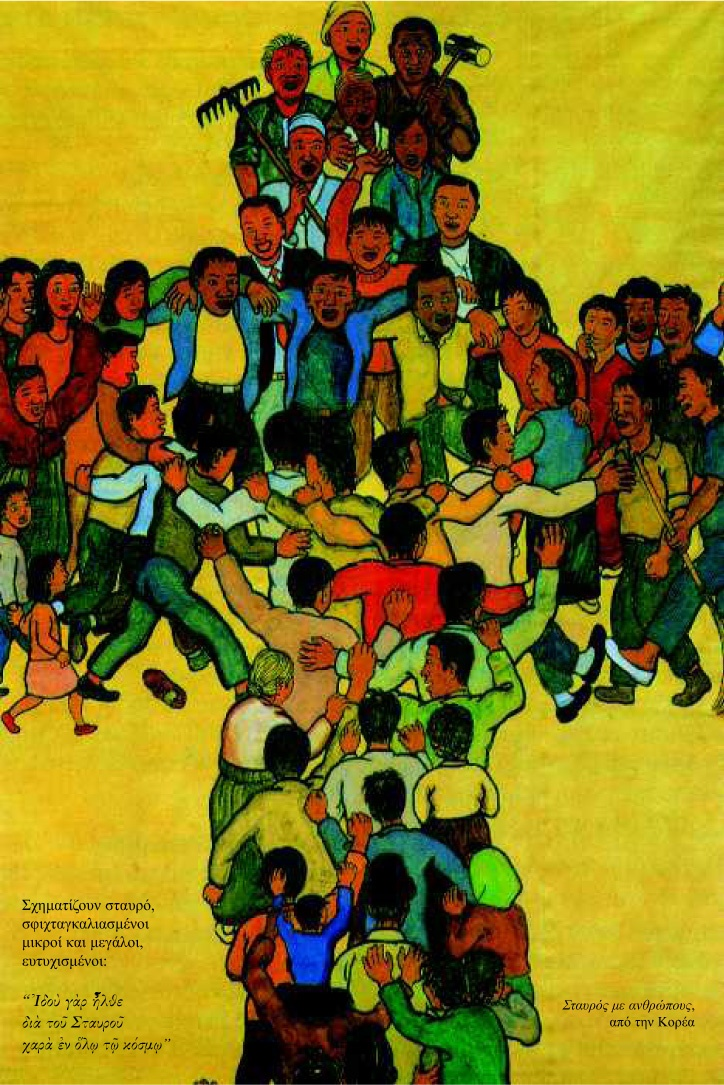 Σχηματίζουν σταυρό,
σφιχταγκαλιασμένοι
μικροί και μεγάλοι,
ευτυχισμένοι:
“Ἰδοὺ γὰρ ἦλθε
διὰ τοῦ Σταυροῦ
χαρὰ ἐν ὅλῳ τῷ κόσμῳ”
Σταυρός με ανθρώπους,
από την Κορέα